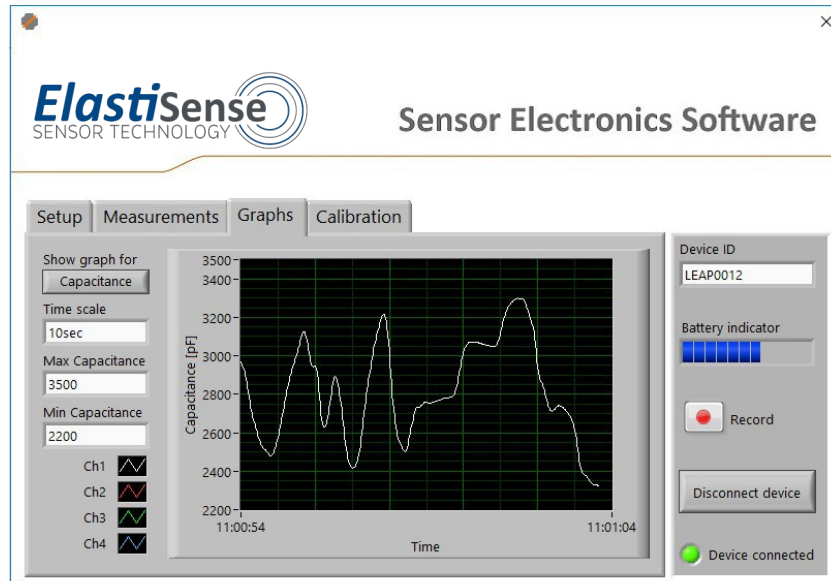 ElastiSense
SENSOR TECHNOLOGY
Sensor Electronics Software
Setup
Measurements
Graphs
Calibration
Show graph for
Capacitance
Time scale
10sec
Max Capacitance
3500
Min Capacitance
2200
Ch1
Ch2
Ch3
Ch4
Capacitance [pF]
3500
3400
3200
3000
2800
2600
2400
2200
11:00:54
11:01:04
Time
Device ID
LEAP0012
Battery indicator
Record
Disconnect device
Device connected